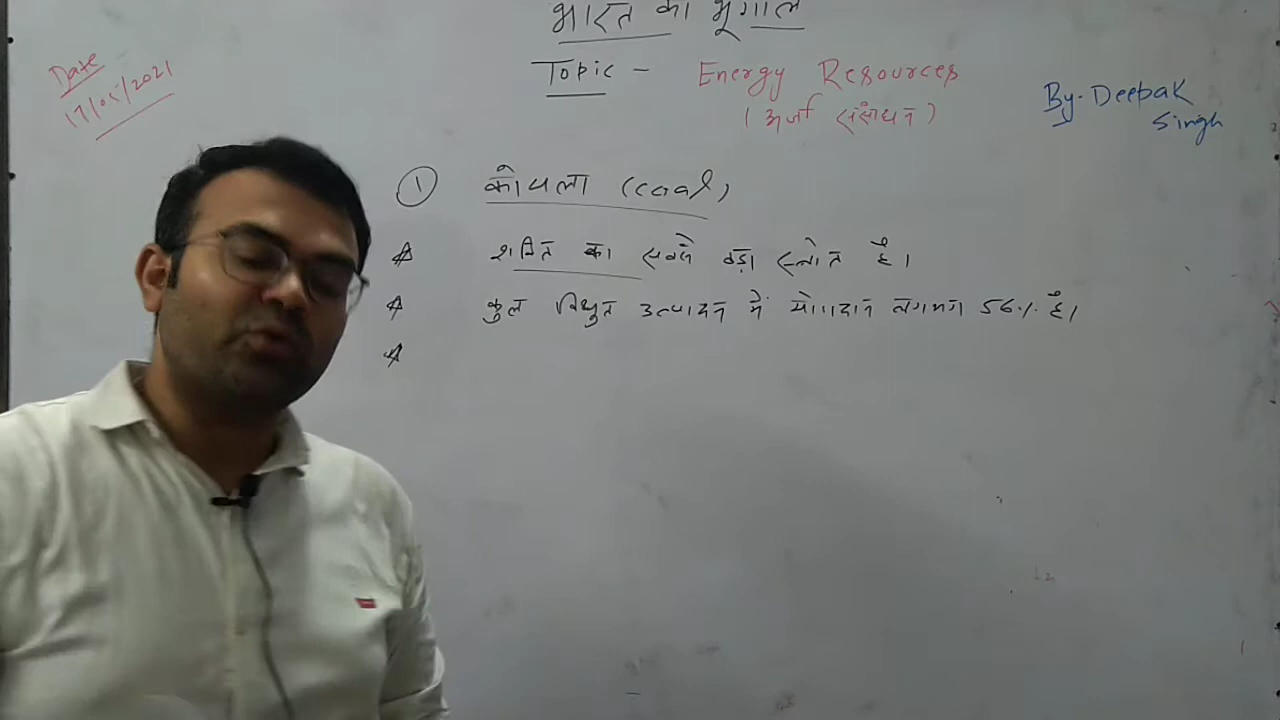 भारत का भूगोल
Date
17/05/2021
Topic - Energy Resources
(ऊर्जा संसाधन)
By- Deepak
Singh
① कोयला (coal)
☆ शक्ति का सबसे बड़ा स्त्रोत है।
☆ कुल विधुत उत्पादन में योगदान लगभग 56% है।
☆